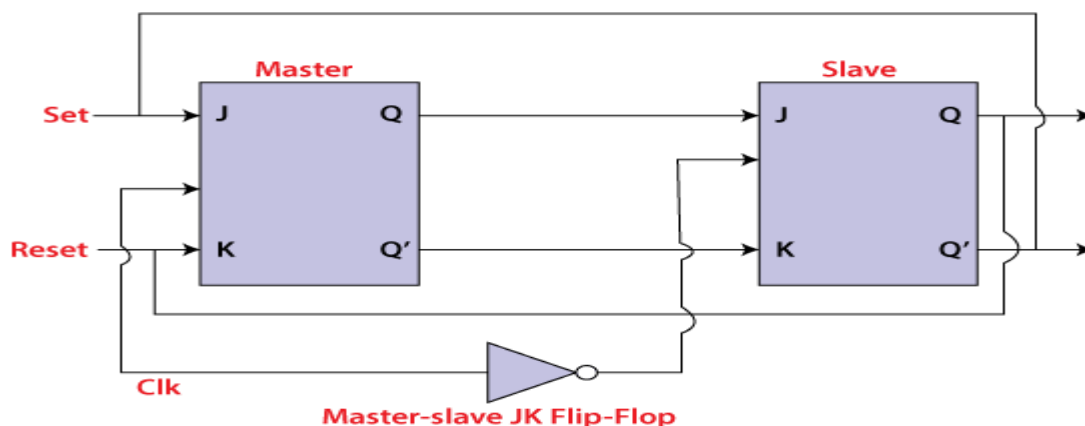 Master
Slave
Set
J
Q
J
Q
Reset
K
Q'
K
Q'
Clk
Master-slave JK Flip-Flop